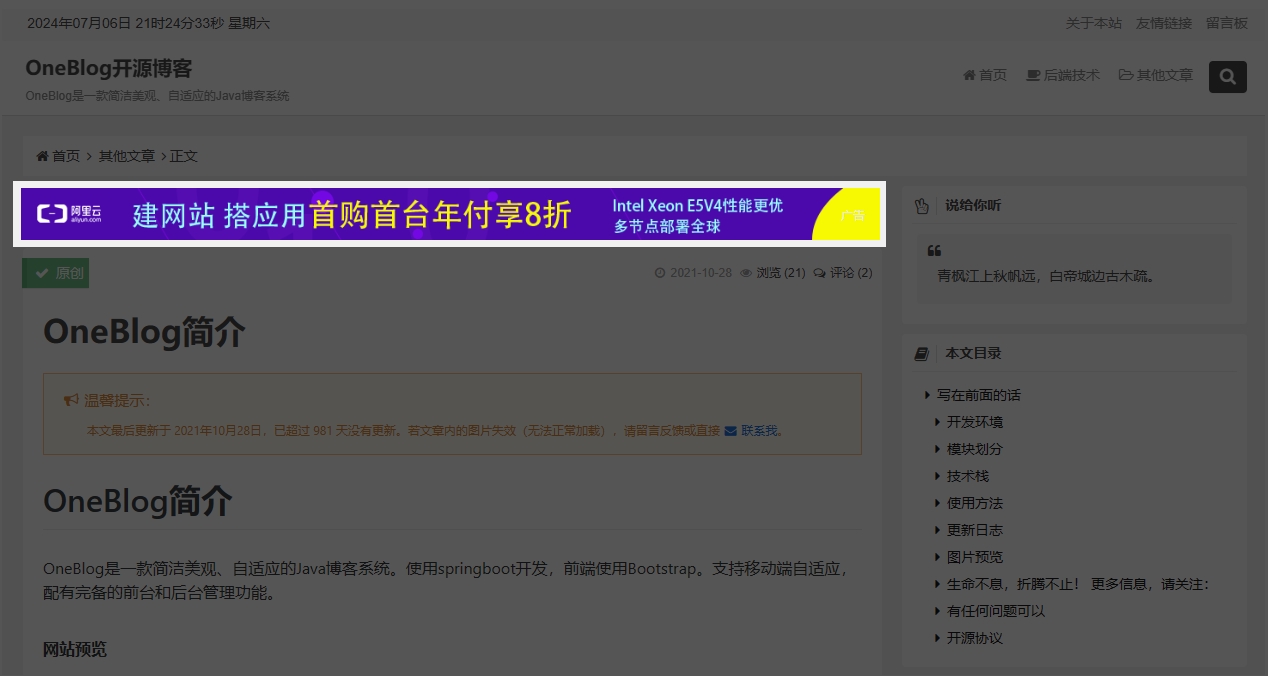 2024年07月06日 21时24分33秒 星期六
关于本站 友情链接 留言板
OneBlog开源博客
OneBlog是一款简洁美观、自适应的Java博客系统
首页 后端技术 其他文章
首页 > 其他文章 > 正文
阿里云
aliyun.com
建网站 搭应用首购首台年付享8折
Intel Xeon E5V4性能更优
多节点部署全球
广告
说给你听
青枫江上秋帆远，白帝城边古木疏。
原创
2021-10-28 浏览 (21) 评论 (2)
OneBlog简介
温馨提示：
本文最后更新于 2021年10月28日，已超过 981 天没有更新。若文章内的图片失效（无法正常加载），请留言反馈或直接 联系我。
OneBlog简介
OneBlog是一款简洁美观、自适应的Java博客系统。使用springboot开发，前端使用Bootstrap。支持移动端自适应，
配有完备的前台和后台管理功能。
网站预览
本文目录
写在前面的话
开发环境
模块划分
技术栈
使用方法
更新日志
图片预览
生命不息，折腾不止！ 更多信息，请关注：
有任何问题可以
开源协议